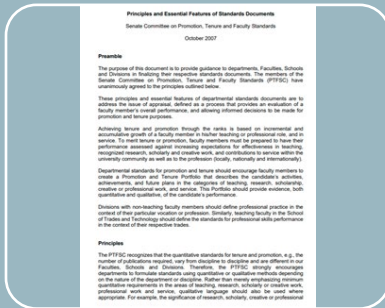 Principles and Essential Features of Standards Documents
Senate Committee on Promotion, Tenure and Faculty Standards
October 2007
Preamble
The purpose of this document is to provide guidance to departments, Faculties, Schools
and Divisions in finalizing their respective standards documents. The members of the
Senate Committee on Promotion, Tenure and Faculty Standards (PTFSC) have
unanimously agreed to the principles outlined below.
These principles and essential features of departmental standards documents are to
address the issue of appraisal, defined as a process that provides an evaluation of a
faculty member's overall performance, and allowing informed decisions to be made for
promotion and tenure purposes.
Achieving tenure and promotion through the ranks is based on incremental and
accumulative growth of a faculty member in his/her teaching or professional role, and in
service. To merit tenure or promotion, faculty members must be prepared to have their
performance assessed against increasing expectations for effectiveness in teaching,
recognized research, scholarly and creative work, and contributions to service within the
university community as well as to the profession (locally, nationally and internationally).
Departmental standards for promotion and tenure should encourage faculty members to
create a Promotion and Tenure Portfolio that describes the candidate's activities,
achievements, and future plans in the categories of teaching, research, scholarship,
creative or professional work, and service. This Portfolio should provide evidence, both
quantitative and qualitative, of the candidate's performance.
Divisions with non-teaching faculty members should define professional practice in the
context of their particular vocation or profession. Similarly, teaching faculty in the School
of Trades and Technology should define the standards for professional skills performance
in the context of their respective trades.
Principles
The PTFSC recognizes that the quantitative standards for tenure and promotion, e.g., the
number of publications required, vary from discipline to discipline and are different in our
Faculties, Schools and Divisions. Therefore, the PTFSC strongly encourages
departments to formulate standards using quantitative or qualitative methods depending
on the nature of the department or discipline. Rather than merely emphasizing minimum
quantitative requirements in the areas of teaching, research, scholarly or creative work,
professional work and service, qualitative language should also be used where
appropriate. For example, the significance of research, scholarly, creative or professional